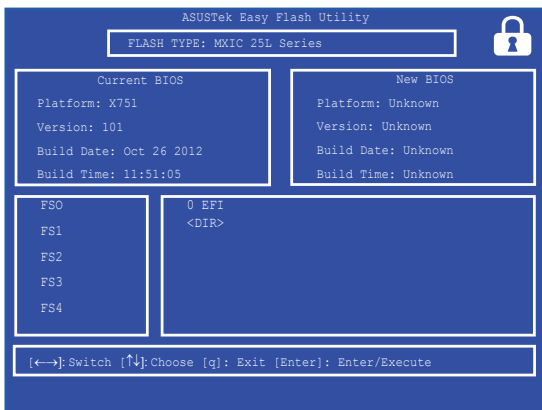 ASUSTek Easy Flash Utility
FLASH TYPE: MXIC 25L Series
Current BIOS
Platform: X751
Version: 101
Build Date: Oct 26 2012
Build Time: 11:51:05
New BIOS
Platform: Unknown
Version: Unknown
Build Date: Unknown
Build Time: Unknown
FSO
FS1
FS2
FS3
FS4
0 EFI
<DIR>
[←→]: Switch [↑↓]: Choose [q]: Exit [Enter]: Enter/Execute